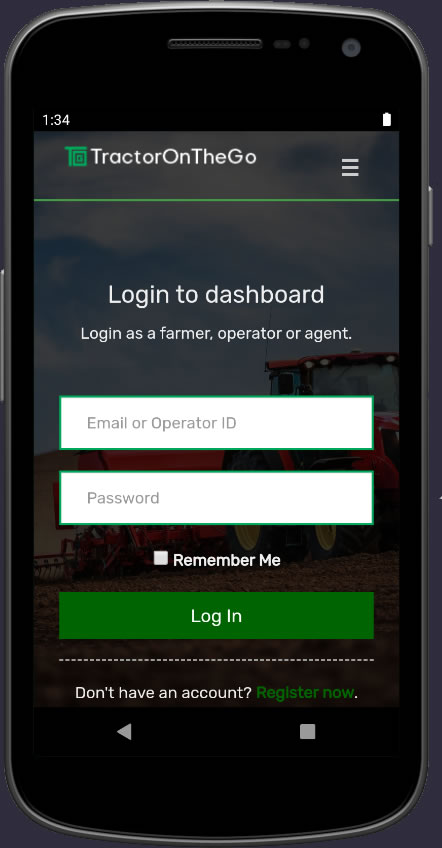 1:34
TractorOnTheGo
Login to dashboard
Login as a farmer, operator or agent.
Email or Operator ID
Password
Remember Me
Log In
Don't have an account? Register now.